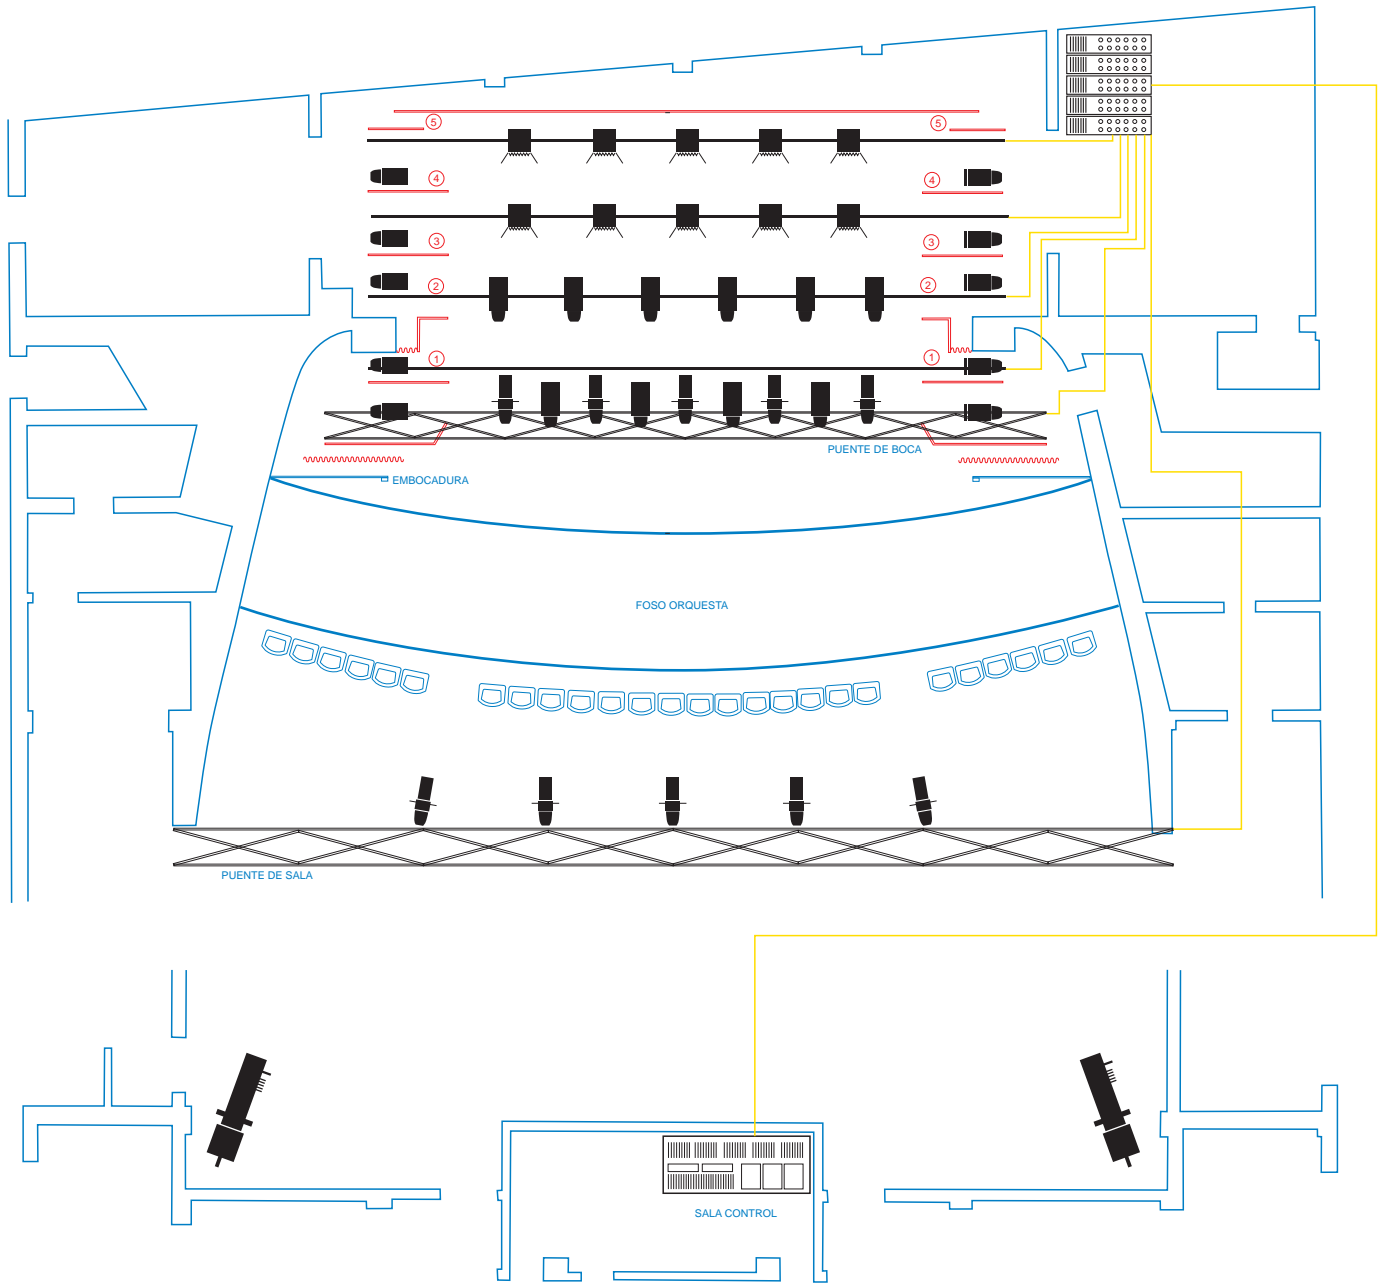 5 5
4 4
3 3
2 2
1 1
PUENTE DE BOCA
EMBOCADURA
FOSO ORQUESTA
PUENTE DE SALA
SALA CONTROL